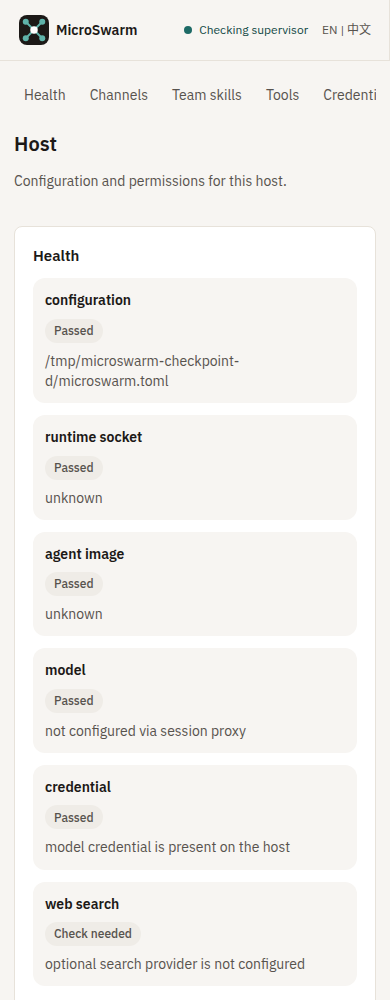 MicroSwarm
Checking supervisor
EN | 中文
Health
Channels
Team skills
Tools
Credenti
Host
Configuration and permissions for this host.
Health
configuration
Passed
/tmp/microswarm-checkpoint-
d/microswarm.toml
runtime socket
Passed
unknown
agent image
Passed
unknown
model
Passed
not configured via session proxy
credential
Passed
model credential is present on the host
web search
Check needed
optional search provider is not configured